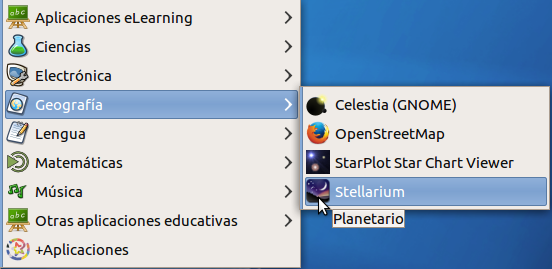 Aplicaciones eLearning
Ciencias
Electrónica
Geografía
Lengua
Matemáticas
Música
Otras aplicaciones educativas
+Aplicaciones
Celestia (GNOME)
OpenStreetMap
StarPlot Star Chart Viewer
Stellarium
Planetario